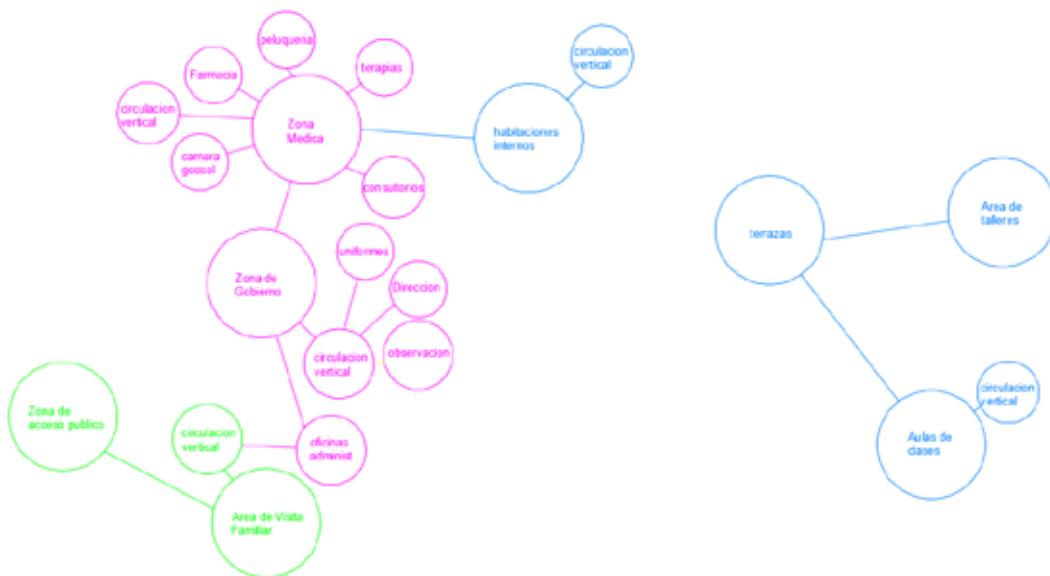 peluqueria
circulacion
vertical
Farmacia
terapias
circulacion
vertical
Zona
Medica
habitaciones
internos
camara
gessel
consultorios
Area de
talleres
terrazas
uniformes
Zona de
Gobierno
Direccion
circulacion
vertical
observacion
Zona de
acceso publico
circulacion
vertical
circulacion
vertical
oficinas
administ
Aulas de
clases
Area de Visita
Familiar